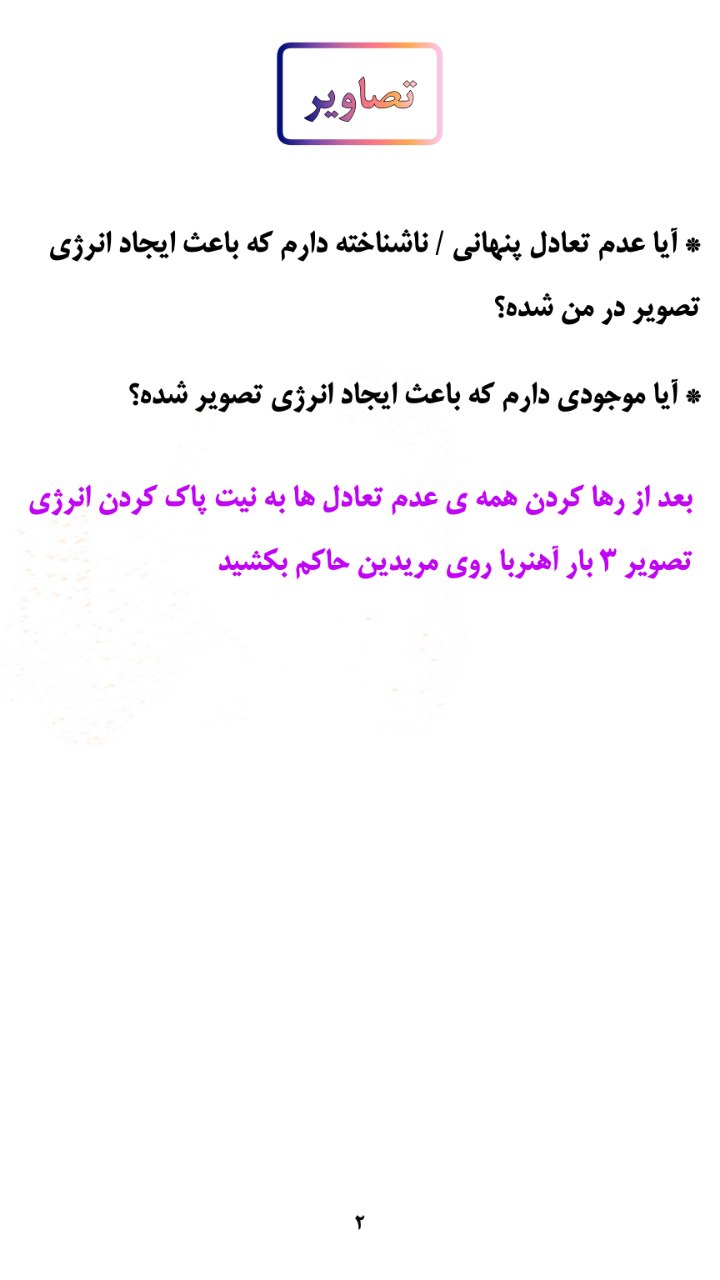 تصاویر
* آیا عدم تعادل پنهانی / ناشناخته دارم که باعث ایجاد انرژی
تصویر در من شده؟
* آیا موجودی دارم که باعث ایجاد انرژی تصویر شده؟
بعد از رها کردن همه ی عدم تعادل ها به نیت پاک کردن انرژی
تصویر ۳ بار آهنربا روی مریدین حاکم بکشید
۲